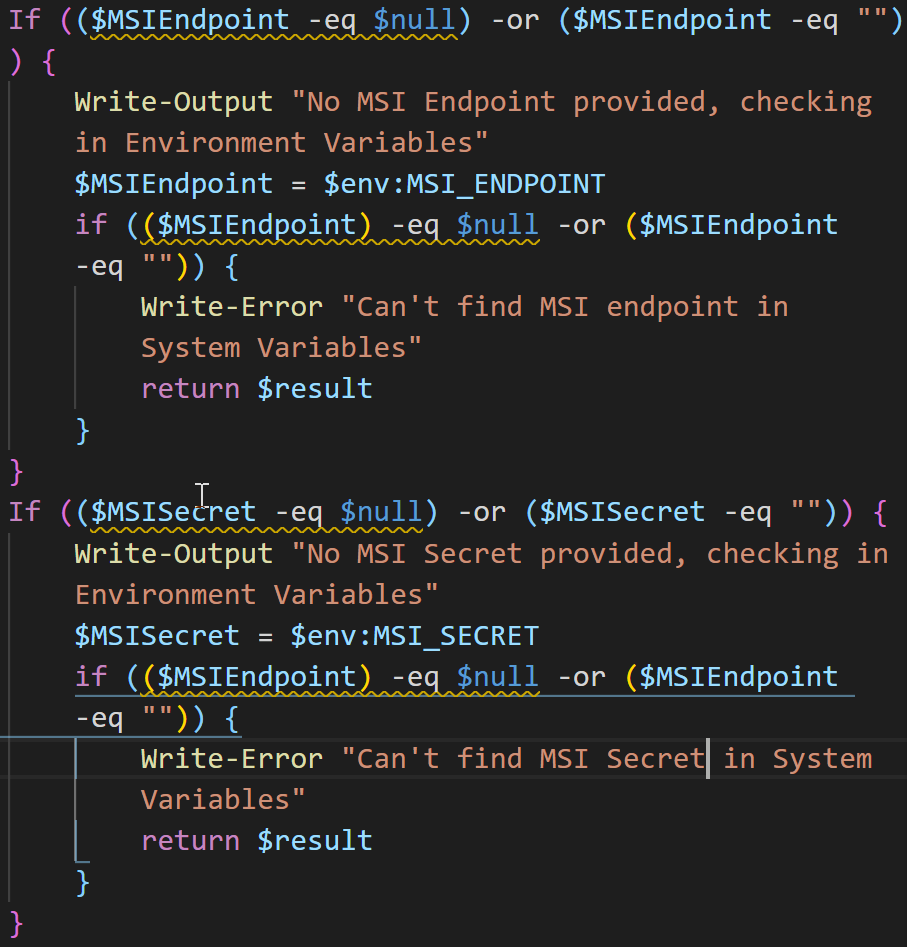 If (($MSIEndpoint -eq $null) -or ($MSIEndpoint -eq "")
) {
Write-Output "No MSI Endpoint provided, checking
in Environment Variables"
$MSIEndpoint = $env:MSI_ENDPOINT
if (($MSIEndpoint) -eq $null -or ($MSIEndpoint
-eq "")) {
Write-Error "Can't find MSI endpoint in
System Variables"
return $result
}
}
If (($MSISecret -eq $null) -or ($MSISecret -eq "")) {
Write-Output "No MSI Secret provided, checking in
Environment Variables"
$MSISecret = $env:MSI_SECRET
if (($MSIEndpoint) -eq $null -or ($MSIEndpoint
-eq "")) {
Write-Error "Can't find MSI Secret in System
Variables"
return $result
}
}